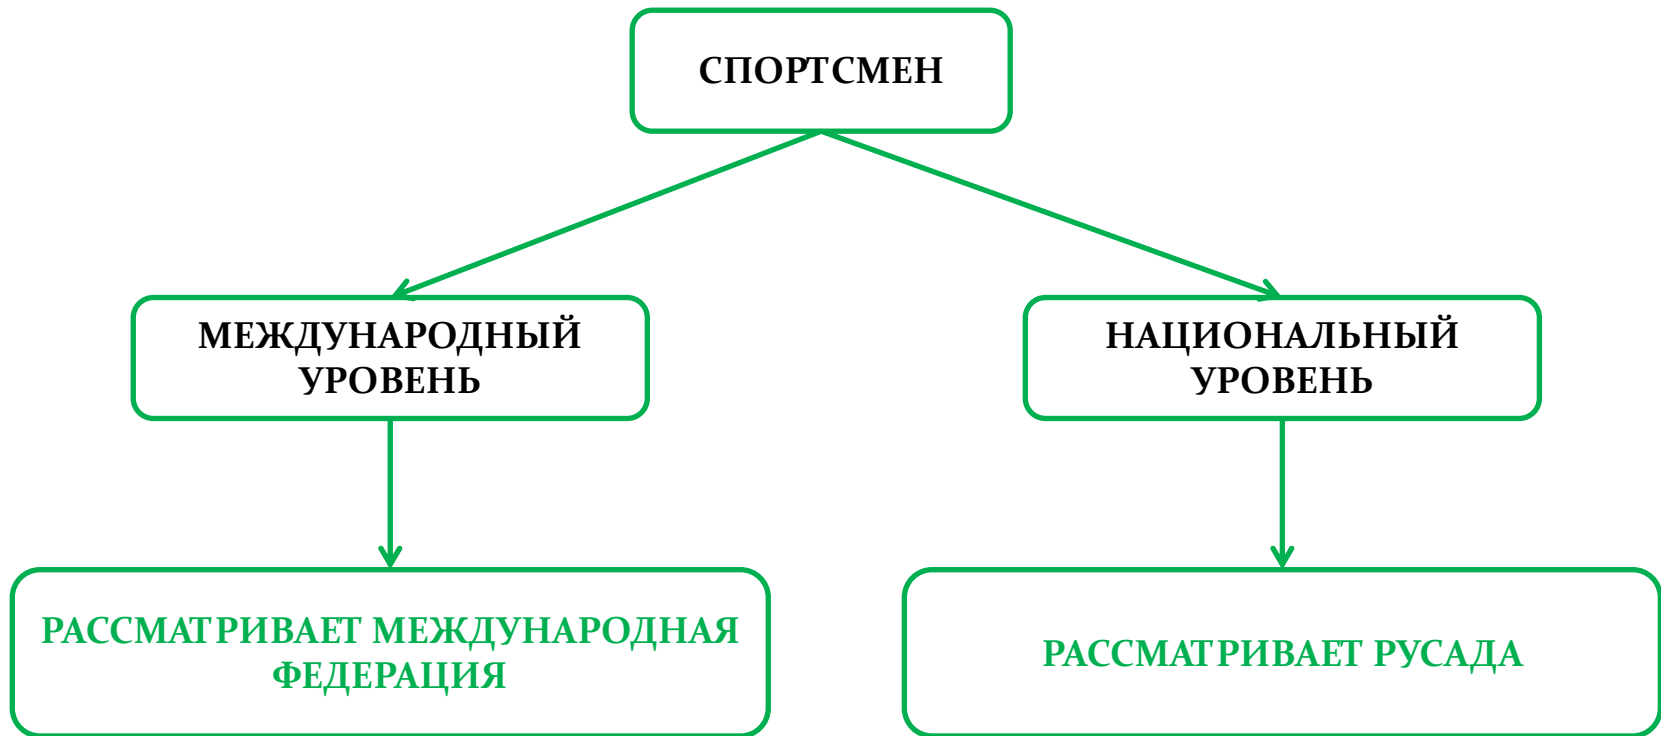 СПОРТСМЕН
МЕЖДУНАРОДНЫЙ
УРОВЕНЬ
НАЦИОНАЛЬНЫЙ
УРОВЕНЬ
РАССМАТРИВАЕТ МЕЖДУНАРОДНАЯ
ФЕДЕРАЦИЯ
РАССМАТРИВАЕТ РУСАДА